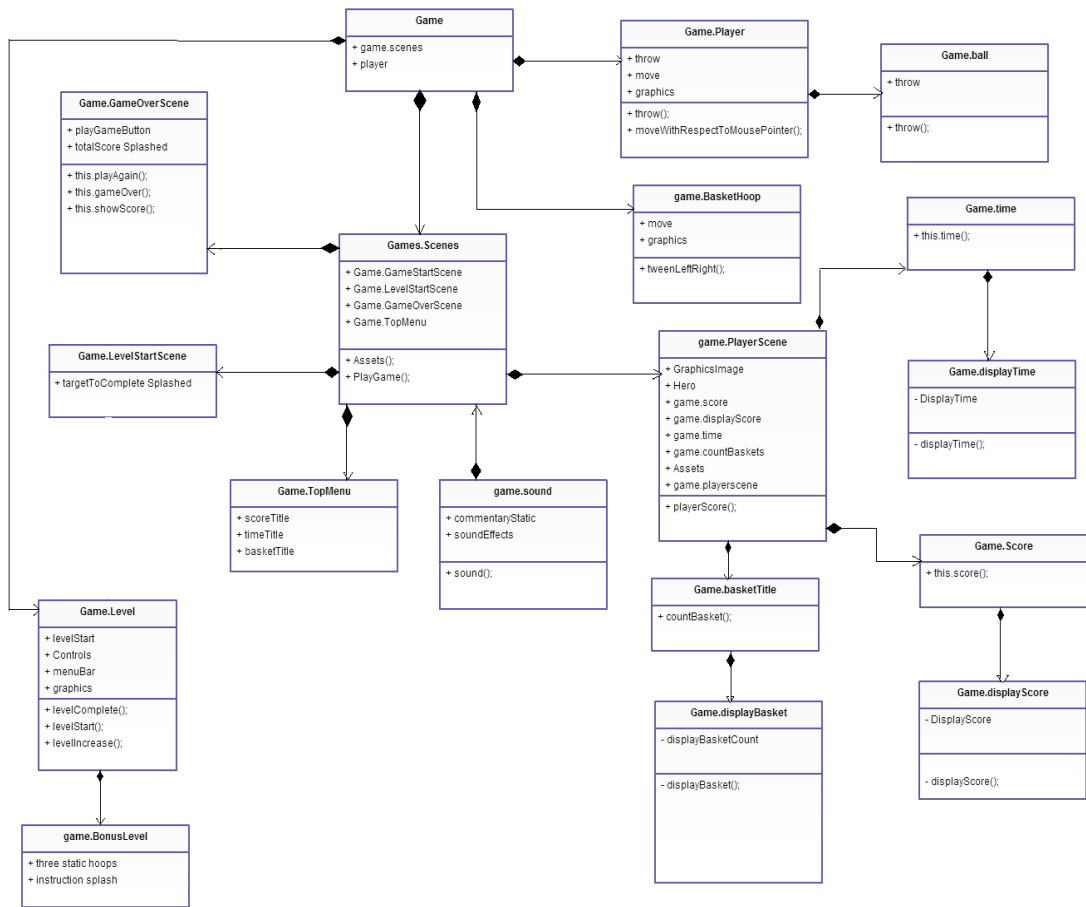 Game
+ game.scenes
+ player
Game.Player
+ throw
+ move
+ graphics
+ throw();
+ moveWithRespectToMousePointer();
Game.ball
+ throw
+ throw();
Game.GameOverScene
+ playGameButton
+ totalScore Splashed
+ this.playAgain();
+ this.gameOver();
+ this.showScore();
game.BasketHoop
+ move
+ graphics
+ tweenLeftRight();
Game.time
+ this.time();
Games.Scenes
+ Game.GameStartScene
+ Game.LevelStartScene
+ Game.GameOverScene
+ Game.TopMenu
+ Assets();
+ PlayGame();
Game.LevelStartScene
+ targetToComplete Splashed
game.PlayerScene
+ GraphicsImage
+ Hero
+ game.score
+ game.displayScore
+ game.time
+ game.countBaskets
+ Assets
+ game.playerscene
+ playerScore();
Game.displayTime
- DisplayTime
- displayTime();
Game.TopMenu
+ scoreTitle
+ timeTitle
+ basketTitle
game.sound
+ commentaryStatic
+ soundEffects
+ sound();
Game.Score
+ this.score();
Game.basketTitle
+ countBasket();
Game.Level
+ levelStart
+ Controls
+ menuBar
+ graphics
+ levelComplete();
+ levelStart();
+ levelIncrease();
Game.displayBasket
- displayBasketCount
- displayBasket();
Game.displayScore
- DisplayScore
- displayScore();
game.BonusLevel
+ three static hoops
+ instruction splash